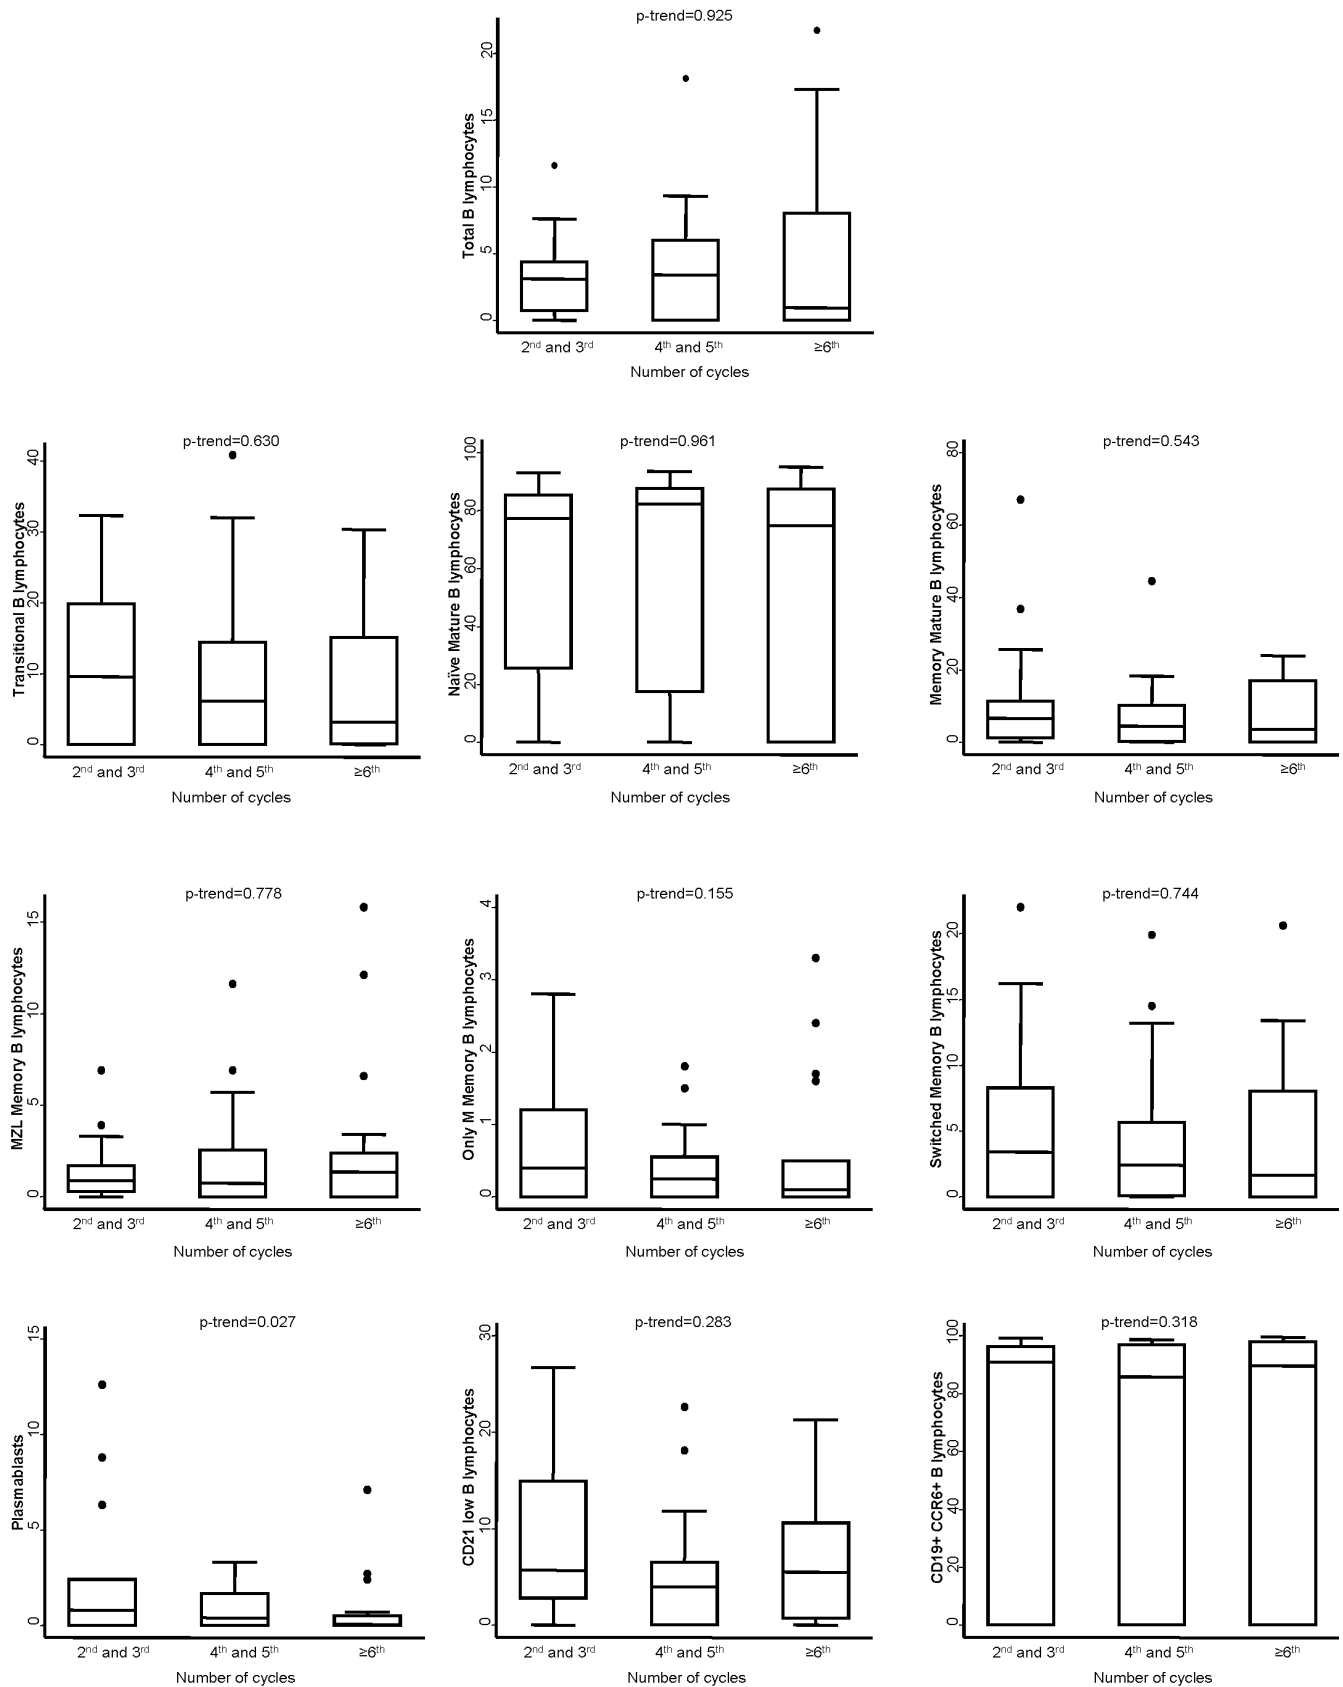 p-trend=0.925
Total B lymphocytes
20
15
10
5
0
2nd and 3rd 4th and 5th ≥6th
Number of cycles
p-trend=0.630
Transitional B lymphocytes
40
30
20
10
0
2nd and 3rd 4th and 5th ≥6th
Number of cycles
p-trend=0.961
Naïve Mature B lymphocytes
100
80
60
40
20
0
2nd and 3rd 4th and 5th ≥6th
Number of cycles
p-trend=0.543
Memory Mature B lymphocytes
80
60
40
20
0
2nd and 3rd 4th and 5th ≥6th
Number of cycles
p-trend=0.778
MZL Memory B lymphocytes
15
10
5
0
2nd and 3rd 4th and 5th ≥6th
Number of cycles
p-trend=0.155
Only M Memory B lymphocytes
4
3
2
1
0
2nd and 3rd 4th and 5th ≥6th
Number of cycles
p-trend=0.744
Switched Memory B lymphocytes
20
15
10
5
0
2nd and 3rd 4th and 5th ≥6th
Number of cycles
p-trend=0.027
Plasmablasts
15
10
5
0
2nd and 3rd 4th and 5th ≥6th
Number of cycles
p-trend=0.283
CD21 low B lymphocytes
30
20
10
0
2nd and 3rd 4th and 5th ≥6th
Number of cycles
p-trend=0.318
CD19+ CCR6+ B lymphocytes
100
80
60
40
20
0
2nd and 3rd 4th and 5th ≥6th
Number of cycles